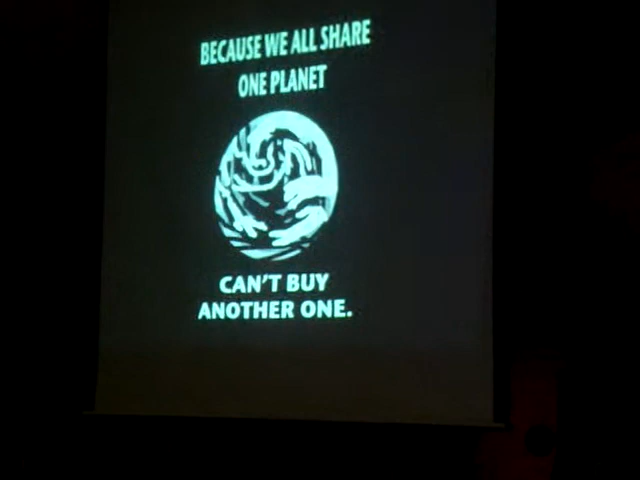 BECAUSE WE ALL SHARE
ONE PLANET
CAN'T BUY
ANOTHER ONE.